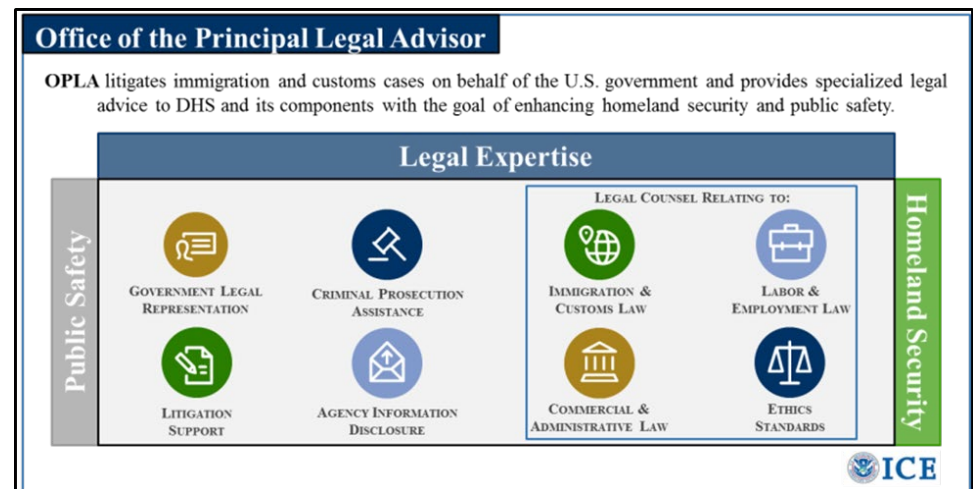 Office of the Principal Legal Advisor
OPLA litigates immigration and customs cases on behalf of the U.S. government and provides specialized legal
advice to DHS and its components with the goal of enhancing homeland security and public safety.
Legal Expertise
Public Safety
GOVERNMENT LEGAL
REPRESENTATION
CRIMINAL PROSECUTION
ASSISTANCE
LITIGATION
SUPPORT
AGENCY INFORMATION
DISCLOSURE
LEGAL COUNSEL RELATING TO:
IMMIGRATION &
CUSTOMS LAW
LABOR &
EMPLOYMENT LAW
COMMERCIAL &
ADMINISTRATIVE LAW
ETHICS
STANDARDS
Homeland Security
ICE